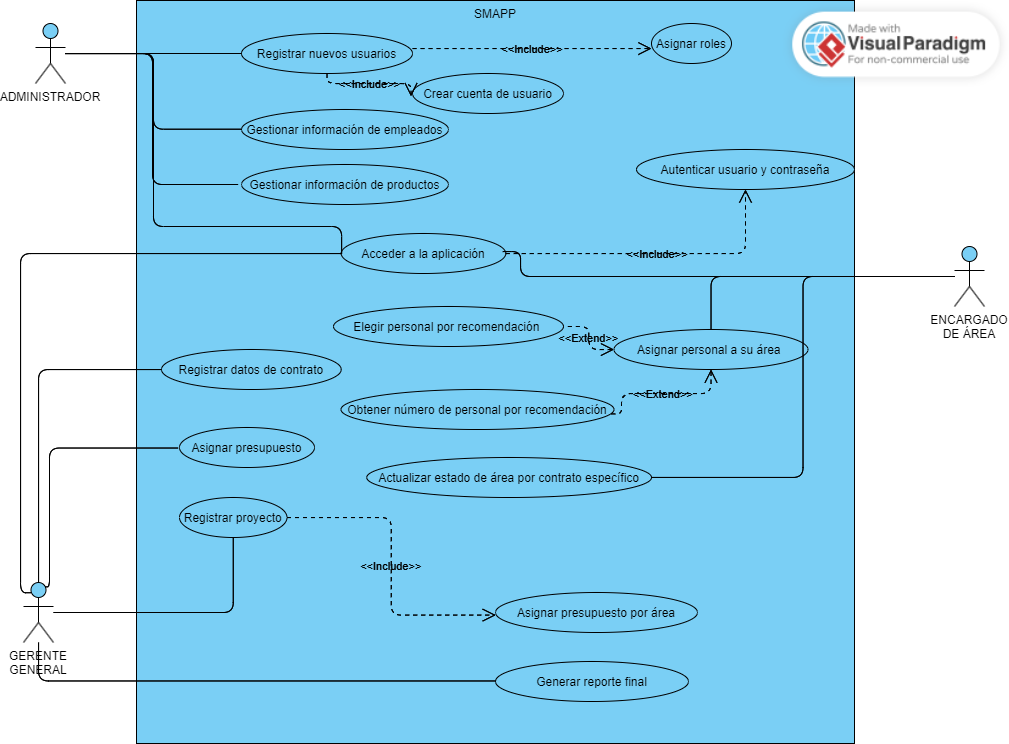 SMAPP
Made with
Visual Paradigm
For non-commercial use
ADMINISTRADOR
Registrar nuevos usuarios
<<Include>>
Asignar roles
<<Include>>
Crear cuenta de usuario
Gestionar información de empleados
Gestionar información de productos
Autenticar usuario y contraseña
Acceder a la aplicación
<<Include>>
ENCARGADO
DE ÁREA
Elegir personal por recomendación
<<Extend>>
Asignar personal a su área
Registrar datos de contrato
<<Extend>>
Obtener número de personal por recomendación
Asignar presupuesto
Actualizar estado de área por contrato específico
Registrar proyecto
<<Include>>
Asignar presupuesto por área
GERENTE
GENERAL
Generar reporte final